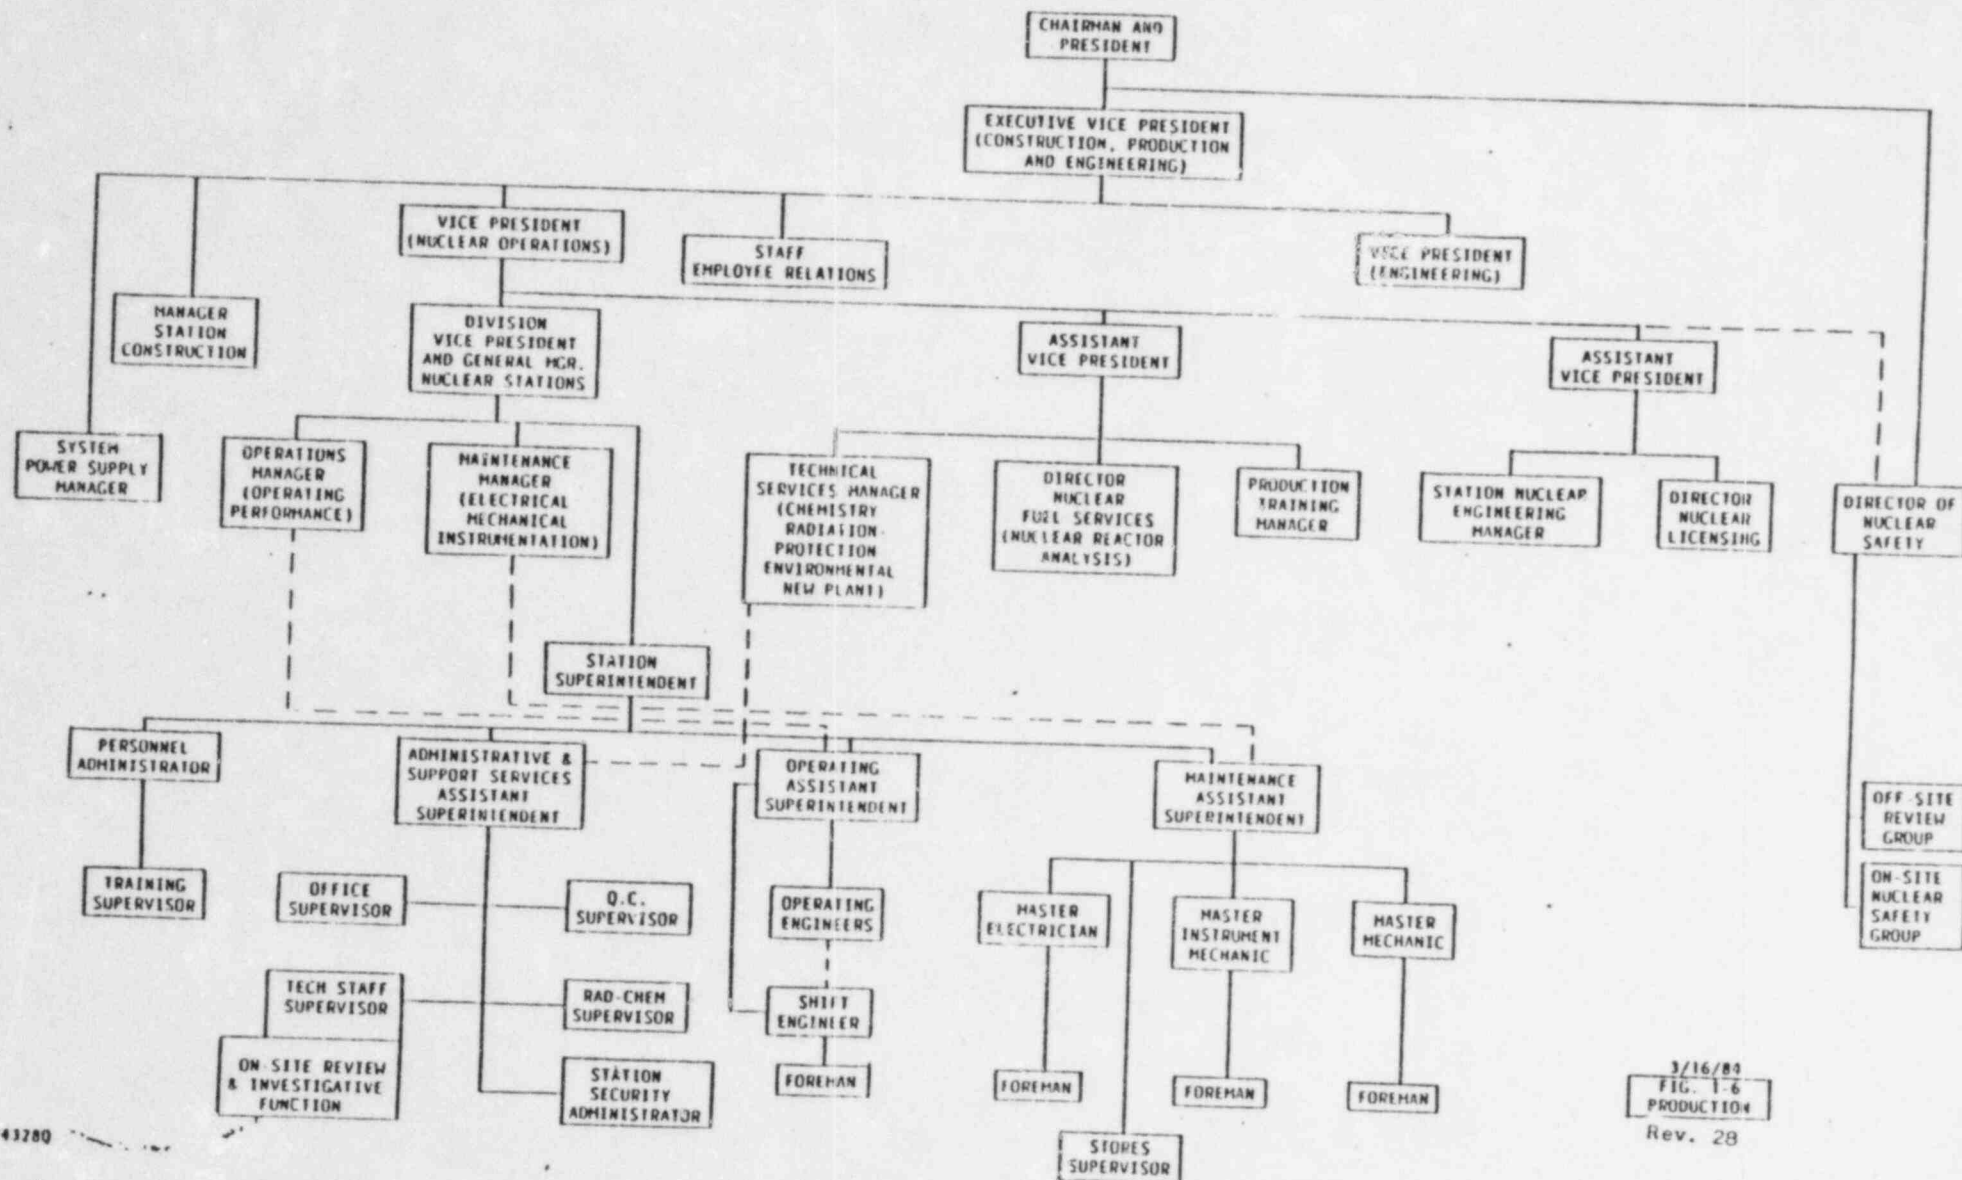 CHAIRMAN AND
PRESIDENT
EXECUTIVE VICE PRESIDENT
(CONSTRUCTION, PRODUCTION
AND ENGINEERING)
VICE PRESIDENT
(NUCLEAR OPERATIONS)
STAFF
EMPLOYEE RELATIONS
VICE PRESIDENT
(ENGINEERING)
MANAGER
STATION
CONSTRUCTION
DIVISION
VICE PRESIDENT
AND GENERAL MGR.
NUCLEAR STATIONS
ASSISTANT
VICE PRESIDENT
ASSISTANT
VICE PRESIDENT
SYSTEM
POWER SUPPLY
MANAGER
OPERATIONS
MANAGER
(OPERATING
PERFORMANCE)
MAINTENANCE
MANAGER
(ELECTRICAL
MECHANICAL
INSTRUMENTATION)
TECHNICAL
SERVICES MANAGER
(CHEMISTRY
RADIATION-
PROTECTION
ENVIRONMENTAL
NEW PLANT)
DIRECTOR
NUCLEAR
FUEL SERVICES
(NUCLEAR REACTOR
ANALYSIS)
PRODUCTION
TRAINING
MANAGER
STATION NUCLEAR
ENGINEERING
MANAGER
DIRECTOR
NUCLEAR
LICENSING
DIRECTOR OF
NUCLEAR
SAFETY
STATION
SUPERINTENDENT
PERSONNEL
ADMINISTRATOR
ADMINISTRATIVE &
SUPPORT SERVICES
ASSISTANT
SUPERINTENDENT
OPERATING
ASSISTANT
SUPERINTENDENT
MAINTENANCE
ASSISTANT
SUPERINTENDENT
OFF-SITE
REVIEW
GROUP
ON-SITE
NUCLEAR
SAFETY
GROUP
TRAINING
SUPERVISOR
OFFICE
SUPERVISOR
Q.C.
SUPERVISOR
OPERATING
ENGINEERS
MASTER
ELECTRICIAN
MASTER
INSTRUMENT
MECHANIC
MASTER
MECHANIC
TECH STAFF
SUPERVISOR
RAD-CHEM
SUPERVISOR
SHIFT
ENGINEER
ON-SITE REVIEW
& INVESTIGATIVE
FUNCTION
STATION
SECURITY
ADMINISTRATOR
FOREMAN
FOREMAN
FOREMAN
FOREMAN
STORES
SUPERVISOR
3/16/84
FIG. 1-6
PRODUCTION
Rev. 28
4328Q